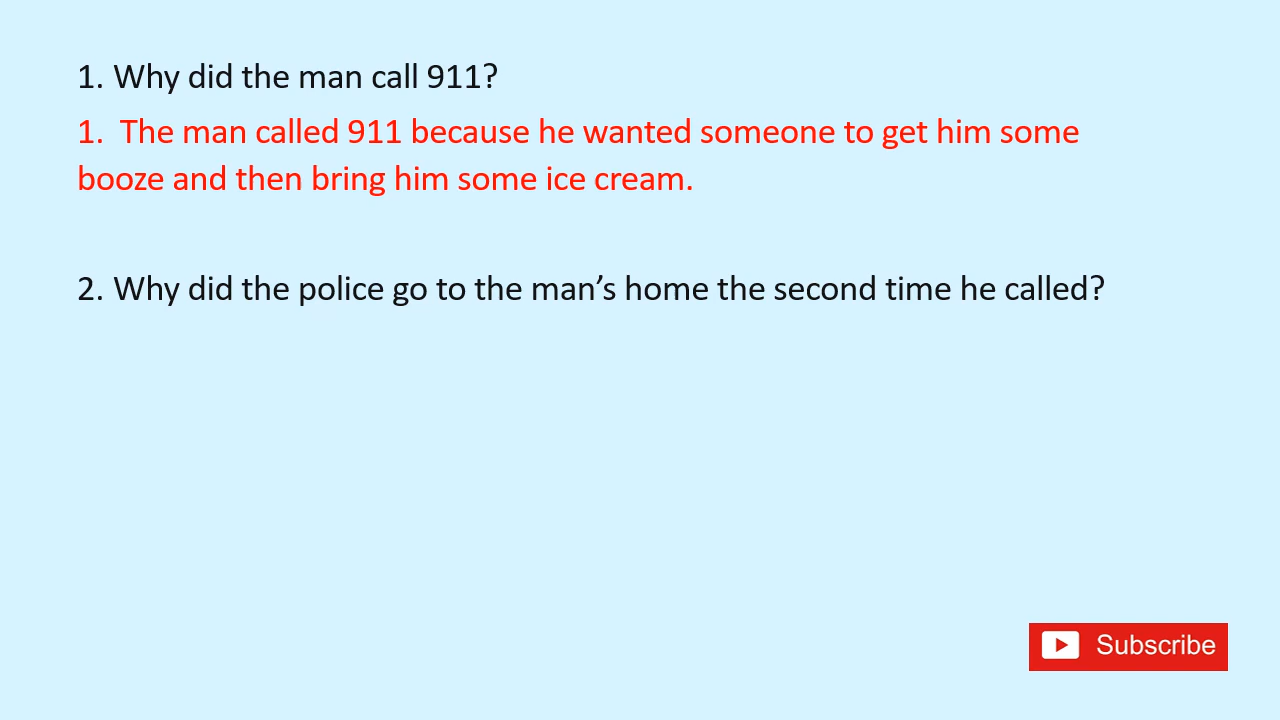 1. Why did the man call 911?
1.  The man called 911 because he wanted someone to get him some
booze and then bring him some ice cream.
2. Why did the police go to the man’s home the second time he called?
Subscribe